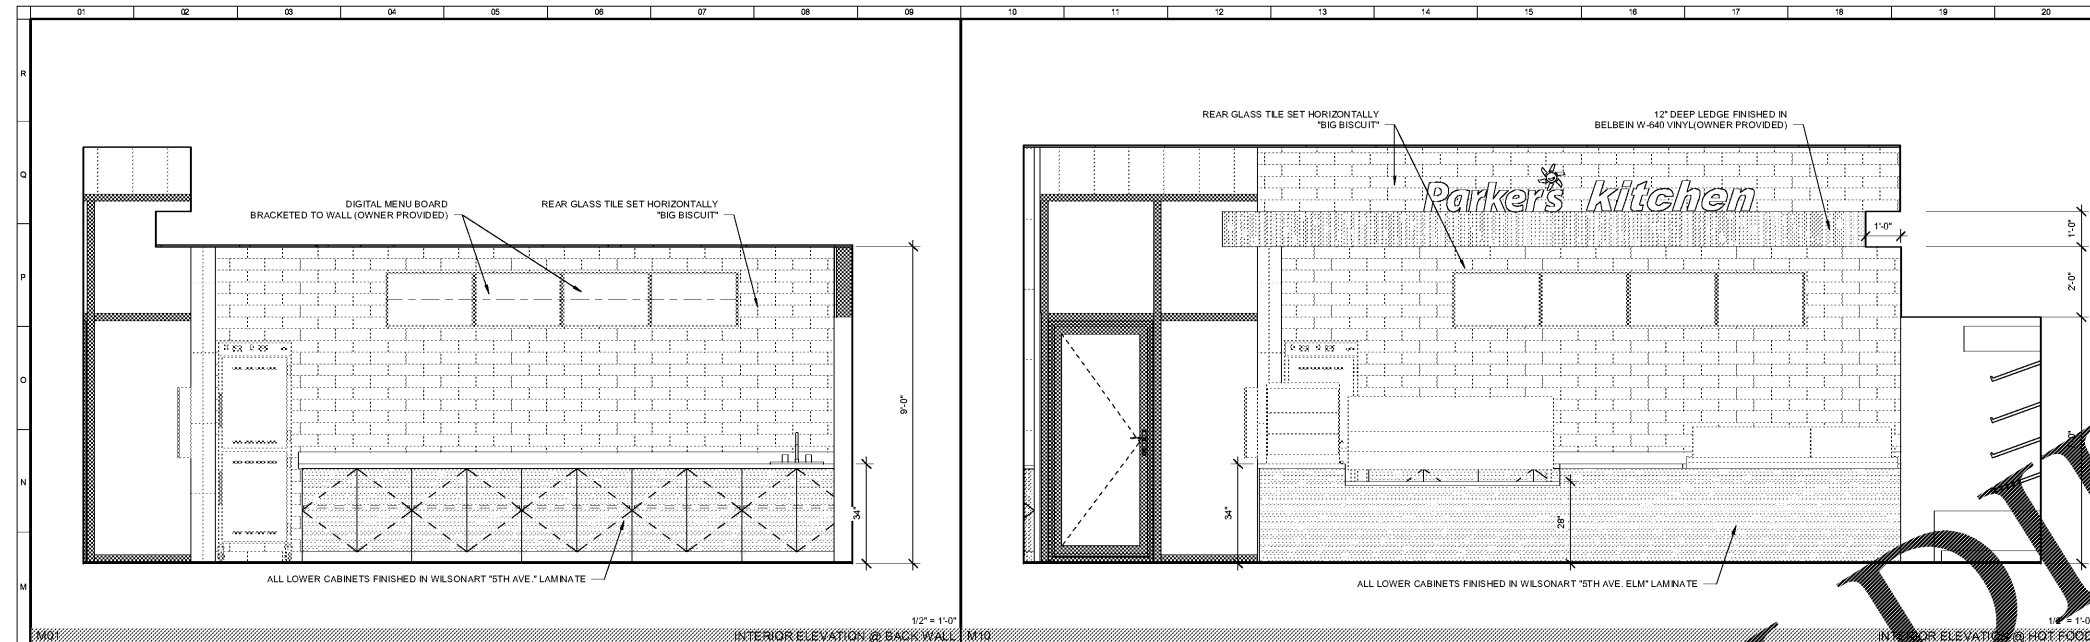 01 02 03 04 05 06 07 08 09 10 11 12 13 14 15 16 17 18 19 20
R
Q
P
O
N
M
DIGITAL MENU BOARD
BRACKETED TO WALL (OWNER PROVIDED)
REAR GLASS TILE SET HORIZONTALLY
"BIG BISCUIT"
9'-0"
34"
ALL LOWER CABINETS FINISHED IN WILSONART "5TH AVE." LAMINATE
1/2" = 1'-0"
M01
INTERIOR ELEVATION @ BACK WALL
REAR GLASS TILE SET HORIZONTALLY
"BIG BISCUIT"
12" DEEP LEDGE FINISHED IN
BELBEIN W-640 VINYL(OWNER PROVIDED)
Parker's kitchen
1'-0"
1'-0"
2'-0"
34"
28"
ALL LOWER CABINETS FINISHED IN WILSONART "5TH AVE. ELM" LAMINATE
M10
INTERIOR ELEVATION @ HOT FOOD